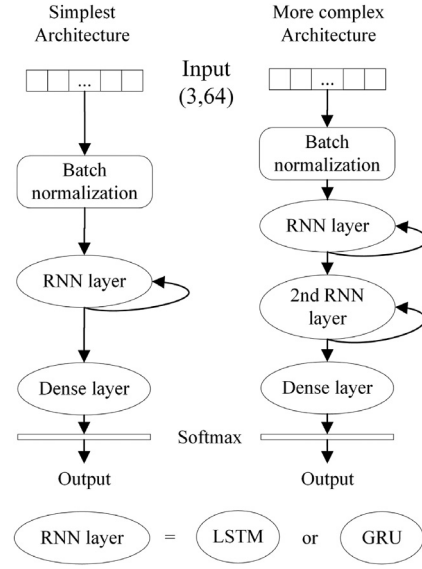 Simplest
Architecture
More complex
Architecture
Input
(3,64)
...
...
Batch
normalization
Batch
normalization
RNN layer
RNN layer
2nd RNN
layer
Dense layer
Dense layer
Softmax
Output
Output
RNN layer = LSTM or GRU